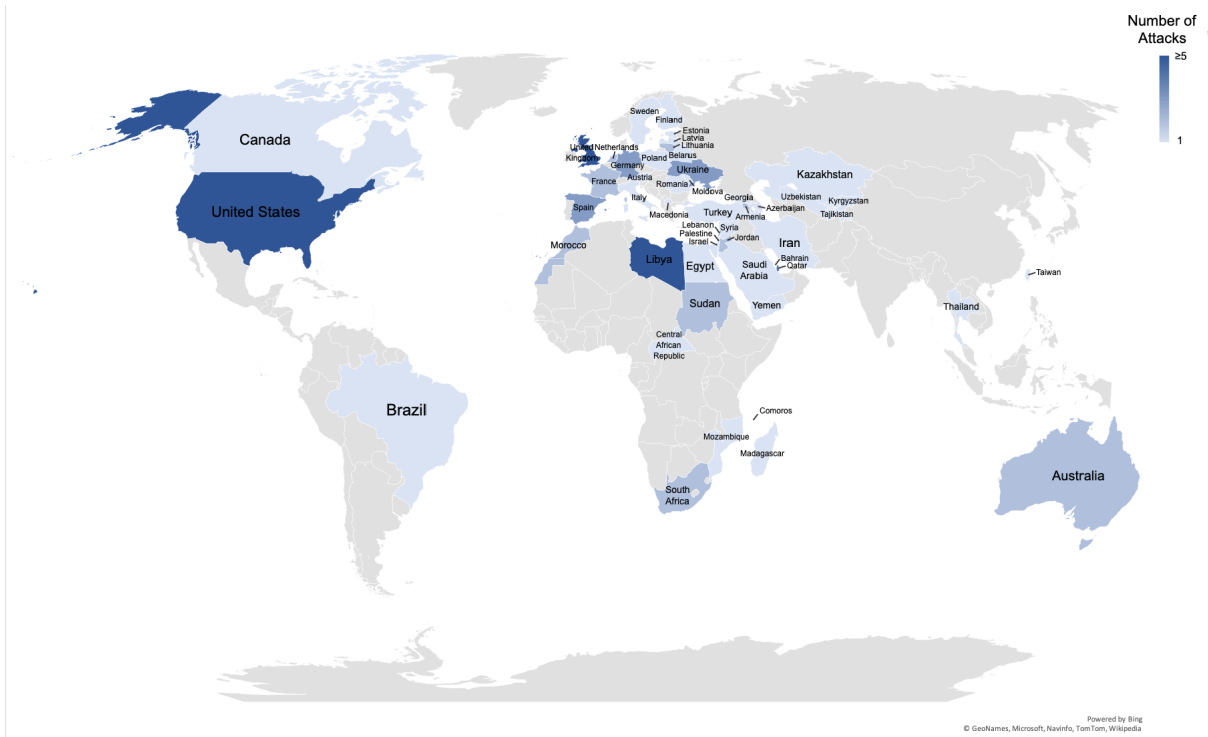 Number of
Attacks
≥5
1
Canada
United States
Brazil
Sweden
Finland
Estonia
Latvia
Lithuania
United
Kingdom
Netherlands
Poland
Belarus
Germany
Ukraine
France
Austria
Romania
Moldova
Kazakhstan
Spain
Italy
Georgia
Uzbekistan
Kyrgyzstan
Azerbaijan
Macedonia
Turkey
Armenia
Tajikistan
Lebanon
Syria
Palestine
Jordan
Israel
Iran
Morocco
Libya
Egypt
Saudi
Arabia
Bahrain
Qatar
Taiwan
Sudan
Yemen
Thailand
Central
African
Republic
Comoros
Mozambique
Madagascar
South
Africa
Australia
Powered by Bing
© GeoNames, Microsoft, Navinfo, TomTom, Wikipedia